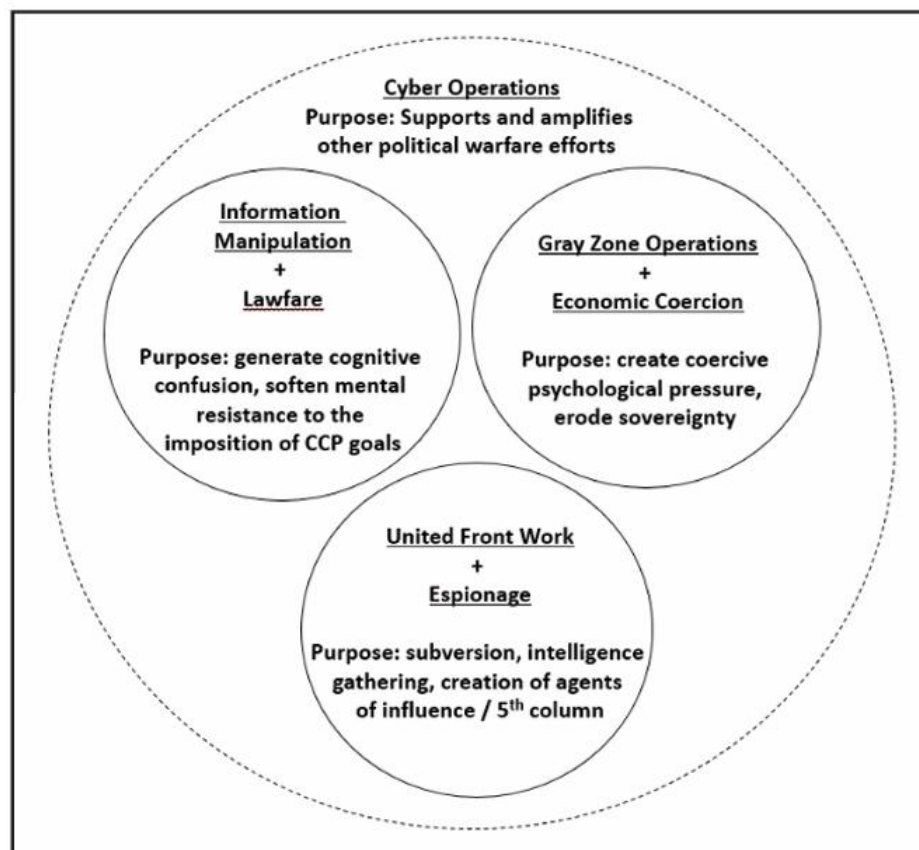 Cyber Operations
Purpose: Supports and amplifies
other political warfare efforts
Information
Manipulation
+
Lawfare
Purpose: generate cognitive
confusion, soften mental
resistance to the
imposition of CCP goals
Gray Zone Operations
+
Economic Coercion
Purpose: create coercive
psychological pressure,
erode sovereignty
United Front Work
+
Espionage
Purpose: subversion, intelligence
gathering, creation of agents
of influence / 5th column